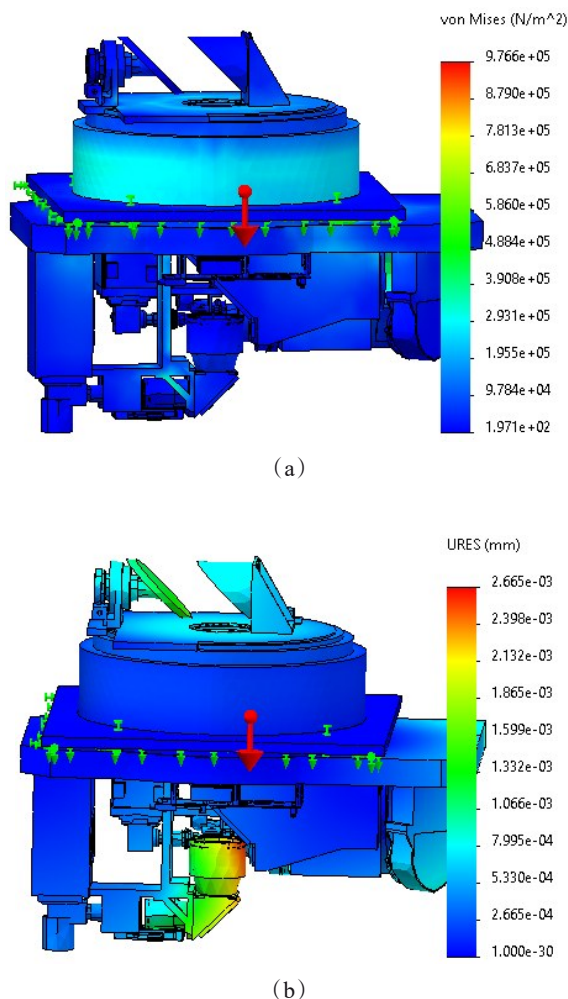 von Mises (N/m^2)
9.766e+05
8.790e+05
7.813e+05
6.837e+05
5.860e+05
4.884e+05
3.908e+05
2.931e+05
1.955e+05
9.784e+04
1.971e+02
(a)
URES (mm)
2.665e-03
2.398e-03
2.132e-03
1.865e-03
1.599e-03
1.332e-03
1.066e-03
7.995e-04
5.330e-04
2.665e-04
1.000e-30
(b)